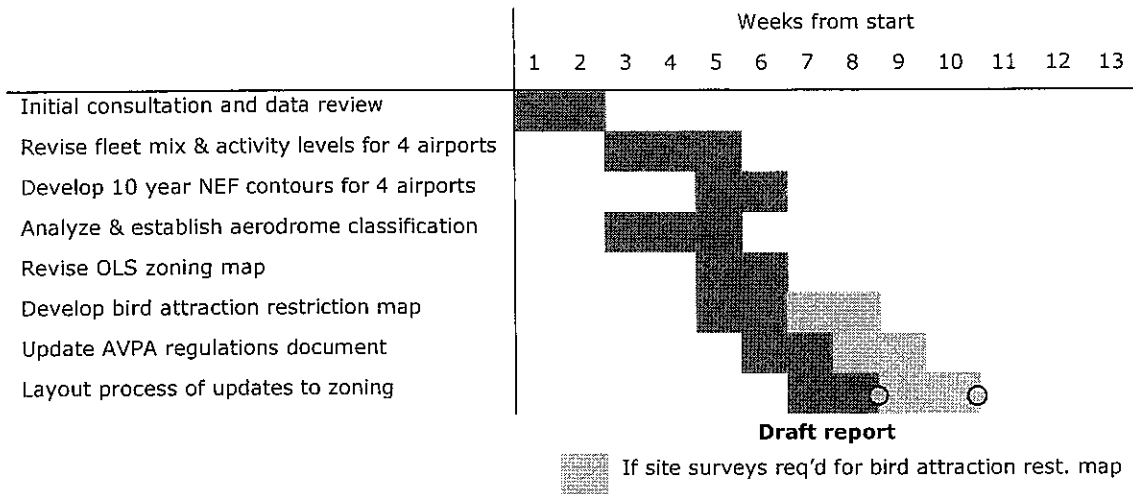 Weeks from start
1 2 3 4 5 6 7 8 9 10 11 12 13
Initial consultation and data review
Revise fleet mix & activity levels for 4 airports
Develop 10 year NEF contours for 4 airports
Analyze & establish aerodrome classification
Revise OLS zoning map
Develop bird attraction restriction map
Update AVPA regulations document
Layout process of updates to zoning
Draft report
If site surveys req'd for bird attraction rest. map